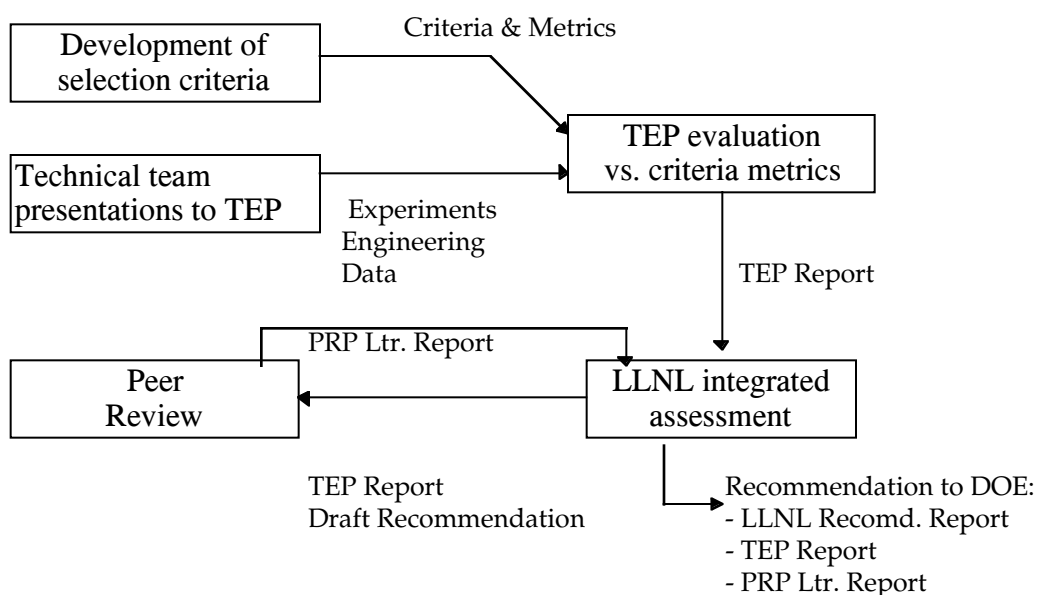 Criteria & Metrics
Development of
selection criteria
TEP evaluation
vs. criteria metrics
Technical team
presentations to TEP
Experiments
Engineering
Data
TEP Report
PRP Ltr. Report
Peer
Review
LLNL integrated
assessment
TEP Report
Draft Recommendation
Recommendation to DOE:
- LLNL Recomd. Report
- TEP Report
- PRP Ltr. Report